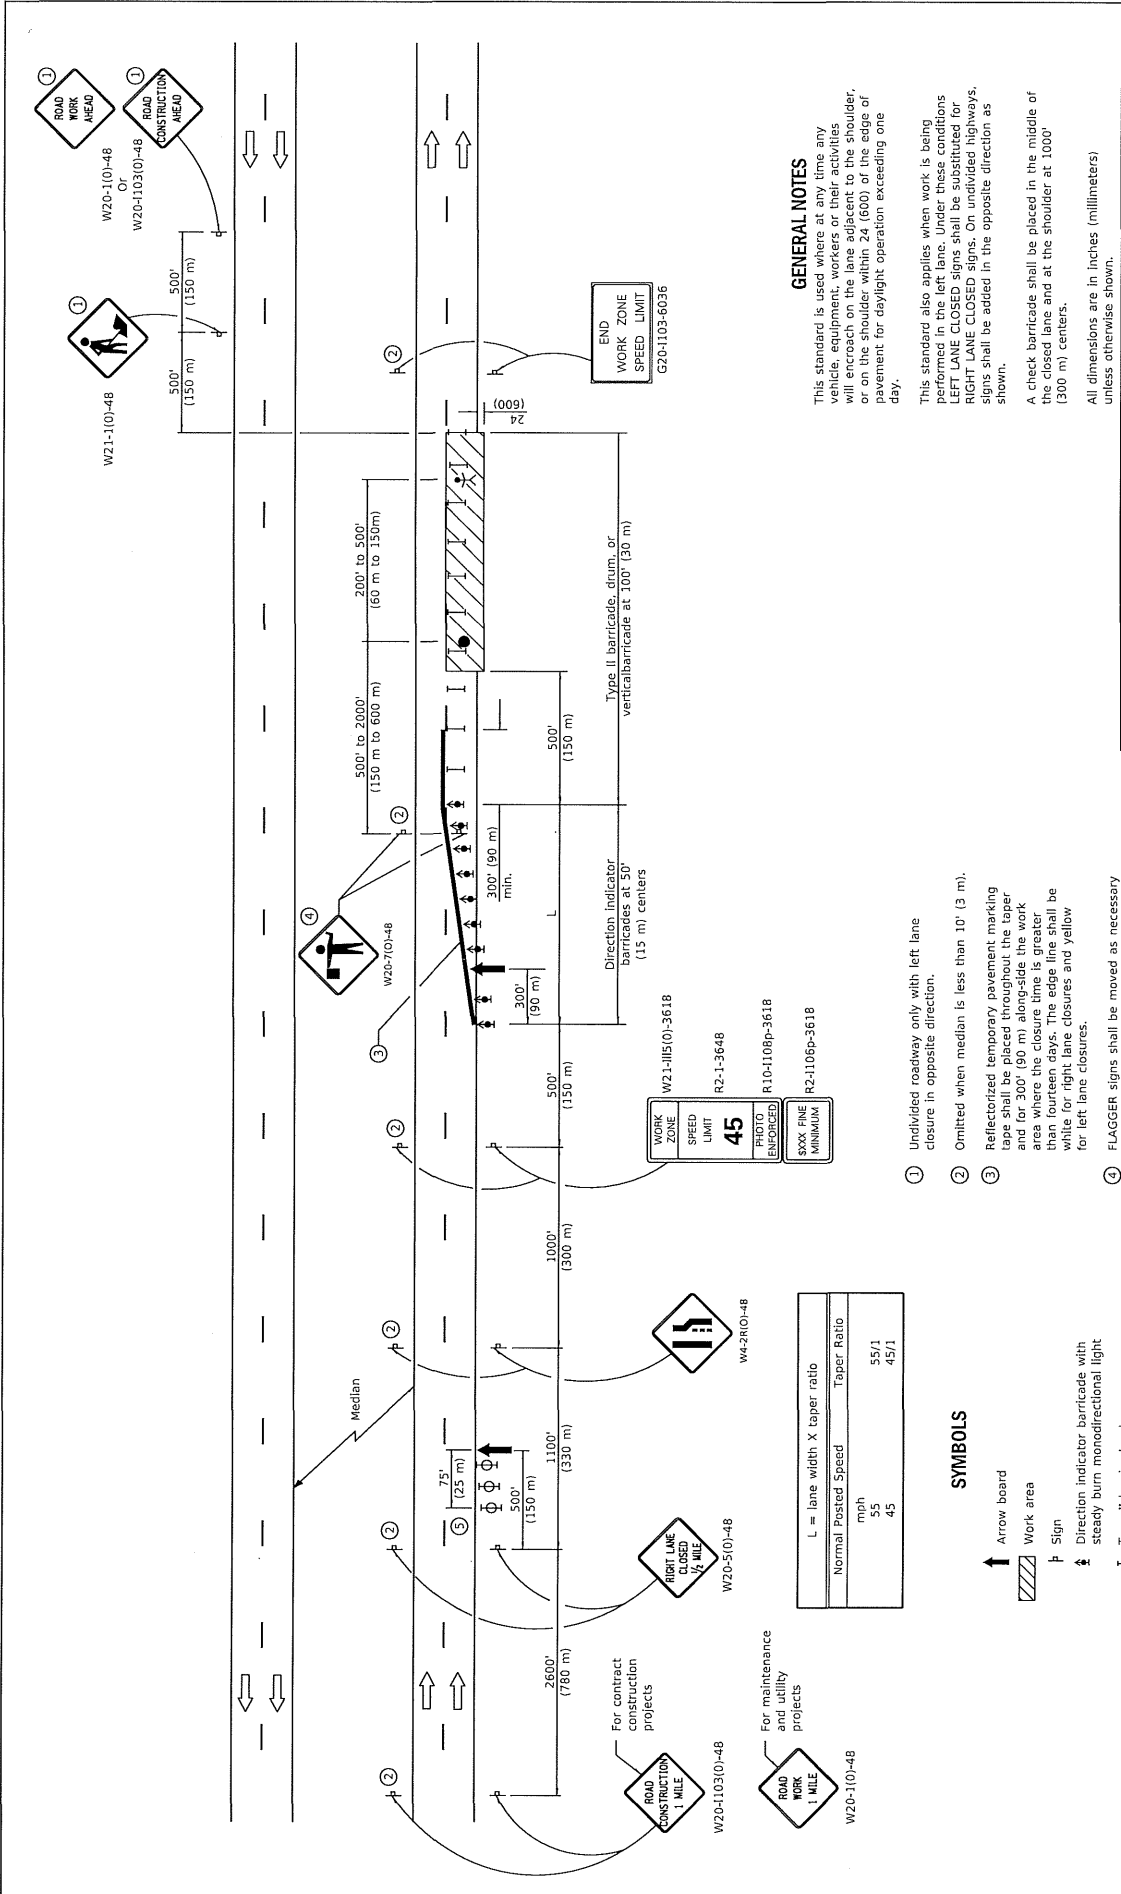 ROAD
WORK
AHEAD
1
W20-1(0)-48
Or
W20-I103(0)-48
ROAD
CONSTRUCTION
AHEAD
1
1
W21-1(0)-48
500'
(150 m)
500'
(150 m)
Median
4
W20-7(O)-48
3
2
500' to 2000'
(150 m to 600 m)
200' to 500'
(60 m to 150m)
24
(600)
2
END
WORK ZONE
SPEED LIMIT
G20-I103-6036
2
2
2
2
5
75'
(25 m)
500'
(150 m)
300'
(90 m)
300' (90 m)
min.
2600'
(780 m)
1100'
(330 m)
1000'
(300 m)
500'
(150 m)
L
500'
(150 m)
Direction indicator
barricades at 50'
(15 m) centers
Type II barricade, drum, or
verticalbarricade at 100' (30 m)
ROAD
CONSTRUCTION
1 MILE
W20-I103(0)-48
For contract
construction
projects
ROAD
WORK
1 MILE
W20-1(0)-48
For maintenance
and utility
projects
RIGHT LANE
CLOSED
½ MILE
W20-5(0)-48
W4-2R(O)-48
WORK
ZONE
SPEED
LIMIT
45
PHOTO
ENFORCED
$XXX FINE
MINIMUM
W21-III5(0)-3618
R2-1-3648
R10-I108p-3618
R2-I106p-3618
L = lane width X taper ratio
Normal Posted Speed Taper Ratio
mph
55 55/1
45 45/1
SYMBOLS
Arrow board
Work area
Sign
Direction indicator barricade with
steady burn monodirectional light
1 Undivided roadway only with left lane
closure in opposite direction.
2 Omitted when median is less than 10' (3 m).
3 Reflectorized temporary pavement marking
tape shall be placed throughout the taper
and for 300' (90 m) along-side the work
area where the closure time is greater
than fourteen days. The edge line shall be
white for right lane closures and yellow
for left lane closures.
4 FLAGGER signs shall be moved as necessary
GENERAL NOTES
This standard is used where at any time any
vehicle, equipment, workers or their activities
will encroach on the lane adjacent to the shoulder,
or on the shoulder within 24 (600) of the edge of
pavement for daylight operation exceeding one
day.
This standard also applies when work is being
performed in the left lane. Under these conditions
LEFT LANE CLOSED signs shall be substituted for
RIGHT LANE CLOSED signs. On undivided highways,
signs shall be added in the opposite direction as
shown.
A check barricade shall be placed in the middle of
the closed lane and at the shoulder at 1000'
(300 m) centers.
All dimensions are in inches (millimeters)
unless otherwise shown.